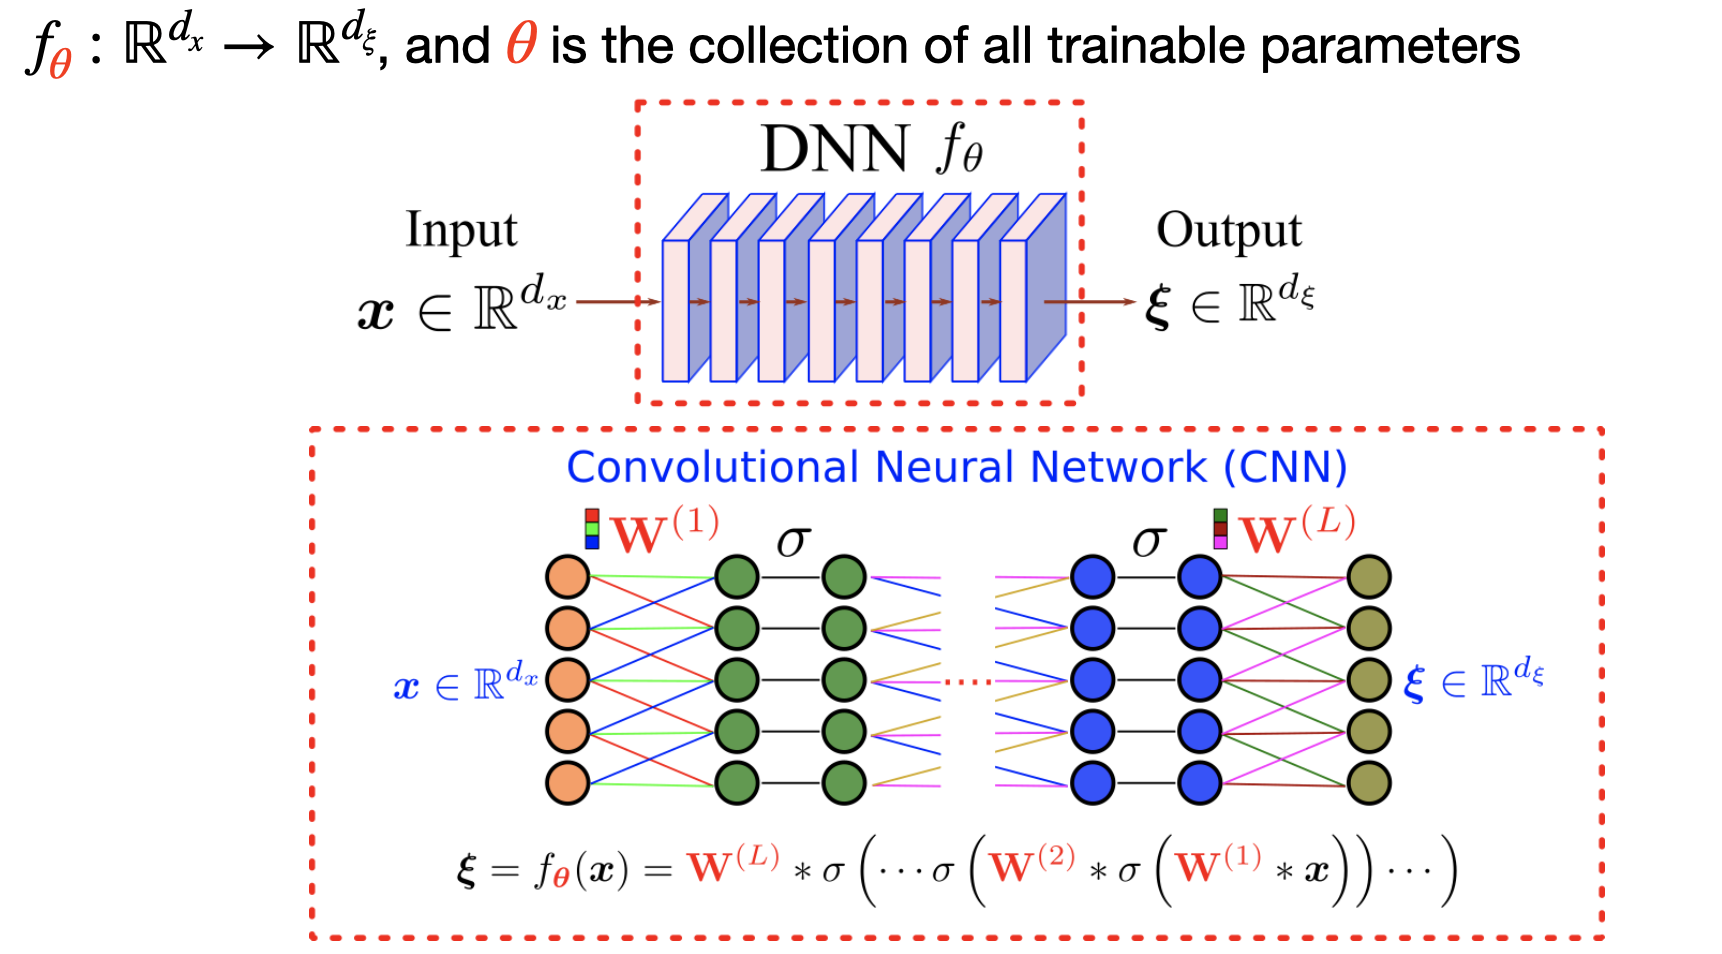 f_θ : ℝ^{d_x} → ℝ^{d_ξ}, and θ is the collection of all trainable parameters
DNN f_θ
Input
Output
x ∈ ℝ^{d_x}
ξ ∈ ℝ^{d_ξ}
Convolutional Neural Network (CNN)
W^{(1)}
σ
σ
W^{(L)}
x ∈ ℝ^{d_x}
ξ ∈ ℝ^{d_ξ}
ξ = f_θ(x) = W^{(L)} ∗ σ (⋯σ (W^{(2)} ∗ σ (W^{(1)} ∗ x)) ⋯)